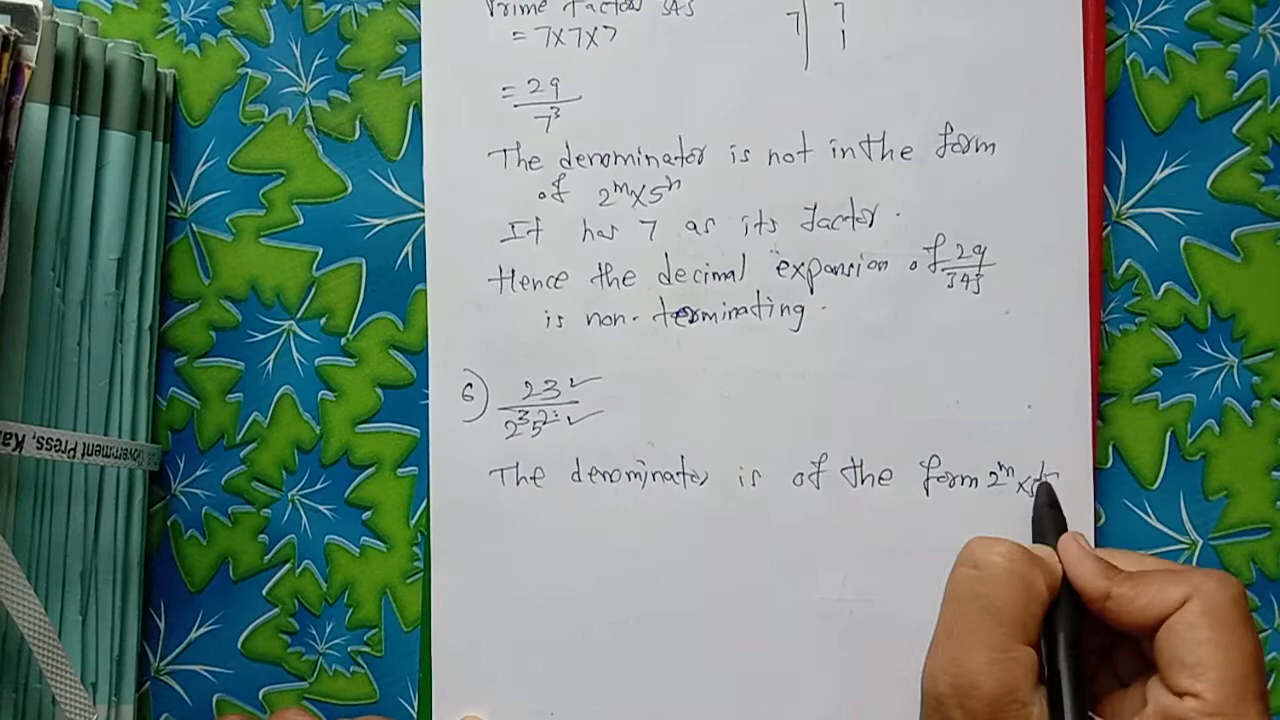 Prime factor 343
= 7×7×7
7 | 7
1
= 29/7³
The denominator is not in the form
of 2ᵐ×5ⁿ
It has 7 as its factor.
Hence the decimal expansion of 29/343
is non-terminating.
6) 23/2³5²
The denominator is of the form 2ᵐ×5
Government Press, Ka